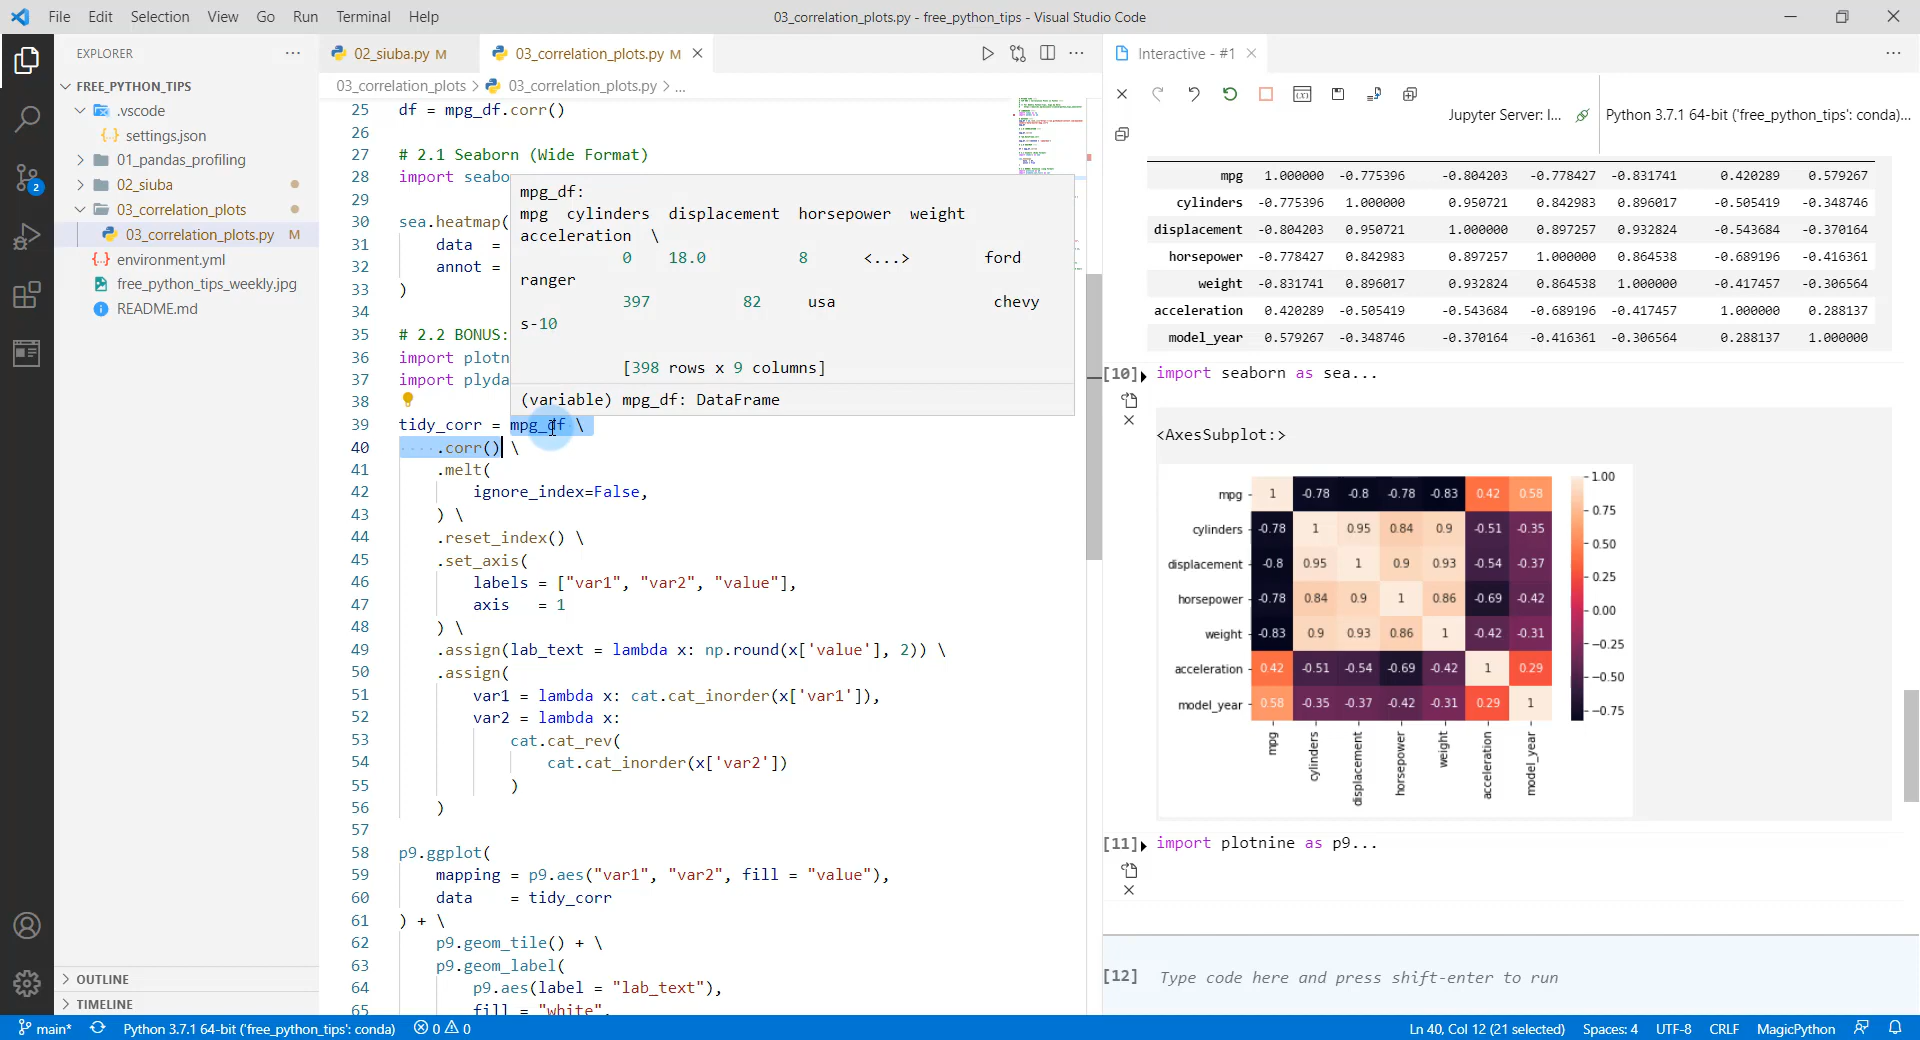 File Edit Selection View Go Run Terminal Help
03_correlation_plots.py - free_python_tips - Visual Studio Code
EXPLORER
FREE_PYTHON_TIPS
.vscode
settings.json
01_pandas_profiling
02_siuba
03_correlation_plots
03_correlation_plots.py M
environment.yml
free_python_tips_weekly.jpg
README.md
OUTLINE
TIMELINE
2
02_siuba.py M
03_correlation_plots.py M
03_correlation_plots > 03_correlation_plots.py > ...
25 df = mpg_df.corr()
26
27 # 2.1 Seaborn (Wide Format)
28 import seabo
29
30 sea.heatmap(
31 data =
32 annot =
33 )
34
35 # 2.2 BONUS:
36 import plotn
37 import plyda
38
39 tidy_corr = mpg_df \
40 ....corr() \
41 .melt(
42 ignore_index=False,
43 ) \
44 .reset_index() \
45 .set_axis(
46 labels = ["var1", "var2", "value"],
47 axis = 1
48 ) \
49 .assign(lab_text = lambda x: np.round(x['value'], 2)) \
50 .assign(
51 var1 = lambda x: cat.cat_inorder(x['var1']),
52 var2 = lambda x:
53 cat.cat_rev(
54 cat.cat_inorder(x['var2'])
55 )
56 )
57
58 p9.ggplot(
59 mapping = p9.aes("var1", "var2", fill = "value"),
60 data = tidy_corr
61 ) + \
62 p9.geom_tile() + \
63 p9.geom_label(
64 p9.aes(label = "lab_text"),
65 fill = "white",
mpg_df:
mpg cylinders displacement horsepower weight
acceleration \
0 18.0 8 <...> ford
ranger
397 82 usa chevy
s-10
[398 rows x 9 columns]
(variable) mpg_df: DataFrame
Interactive - #1
Jupyter Server: l... Python 3.7.1 64-bit ('free_python_tips': conda)...
mpg 1.000000 -0.775396 -0.804203 -0.778427 -0.831741 0.420289 0.579267
cylinders -0.775396 1.000000 0.950721 0.842983 0.896017 -0.505419 -0.348746
displacement -0.804203 0.950721 1.000000 0.897257 0.932824 -0.543684 -0.370164
horsepower -0.778427 0.842983 0.897257 1.000000 0.864538 -0.689196 -0.416361
weight -0.831741 0.896017 0.932824 0.864538 1.000000 -0.417457 -0.306564
acceleration 0.420289 -0.505419 -0.543684 -0.689196 -0.417457 1.000000 0.288137
model_year 0.579267 -0.348746 -0.370164 -0.416361 -0.306564 0.288137 1.000000
[10] import seaborn as sea...
<AxesSubplot:>
mpg 1 -0.78 -0.8 -0.78 -0.83 0.42 0.58
cylinders -0.78 1 0.95 0.84 0.9 -0.51 -0.35
displacement -0.8 0.95 1 0.9 0.93 -0.54 -0.37
horsepower -0.78 0.84 0.9 1 0.86 -0.69 -0.42
weight -0.83 0.9 0.93 0.86 1 -0.42 -0.31
acceleration 0.42 -0.51 -0.54 -0.69 -0.42 1 0.29
model_year 0.58 -0.35 -0.37 -0.42 -0.31 0.29 1
mpg cylinders displacement horsepower weight acceleration model_year
1.00
0.75
0.50
0.25
0.00
−0.25
−0.50
−0.75
[11] import plotnine as p9...
[12] Type code here and press shift-enter to run
main* Python 3.7.1 64-bit ('free_python_tips': conda) 0 0
Ln 40, Col 12 (21 selected) Spaces: 4 UTF-8 CRLF MagicPython